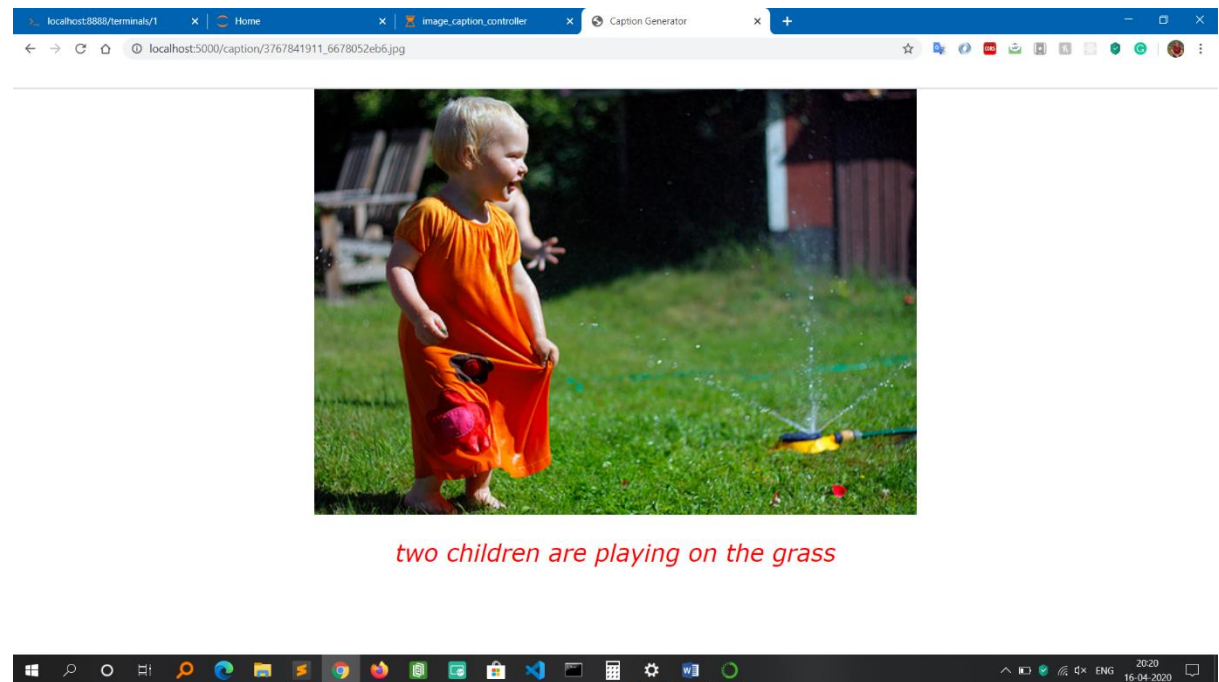 localhost:8888/terminals/1
Home
image_caption_controller
Caption Generator
localhost:5000/caption/3767841911_6678052eb6.jpg
two children are playing on the grass
ENG
20:20
16-04-2020